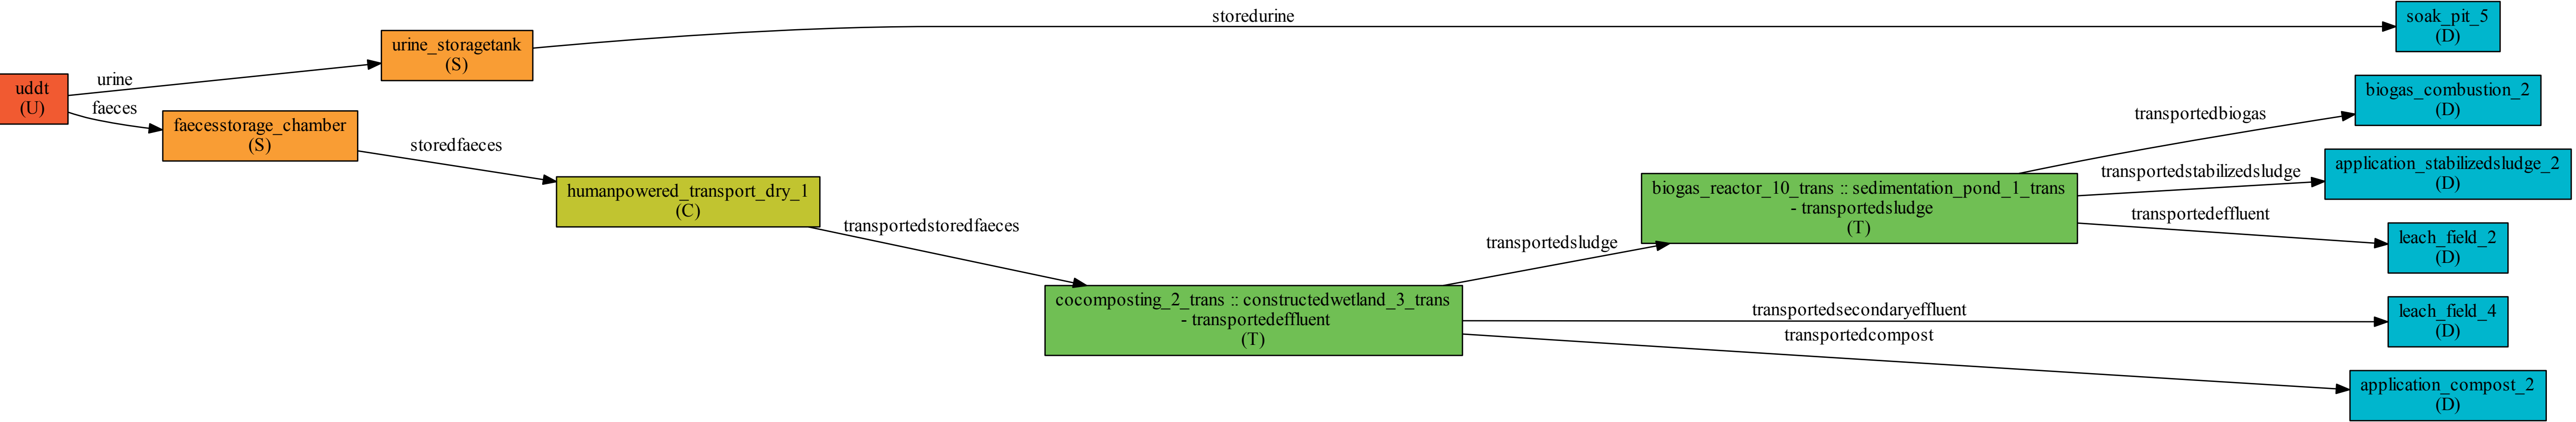 uddt
(U)
urine
faeces
urine_storagetank
(S)
faecesstorage_chamber
(S)
storedurine
storedfaeces
humanpowered_transport_dry_1
(C)
transportedstoredfaeces
cocomposting_2_trans :: constructedwetland_3_trans
- transportedeffluent
(T)
transportedsludge
biogas_reactor_10_trans :: sedimentation_pond_1_trans
- transportedsludge
(T)
transportedbiogas
transportedstabilizedsludge
transportedeffluent
transportedsecondaryeffluent
transportedcompost
soak_pit_5
(D)
biogas_combustion_2
(D)
application_stabilizedsludge_2
(D)
leach_field_2
(D)
leach_field_4
(D)
application_compost_2
(D)